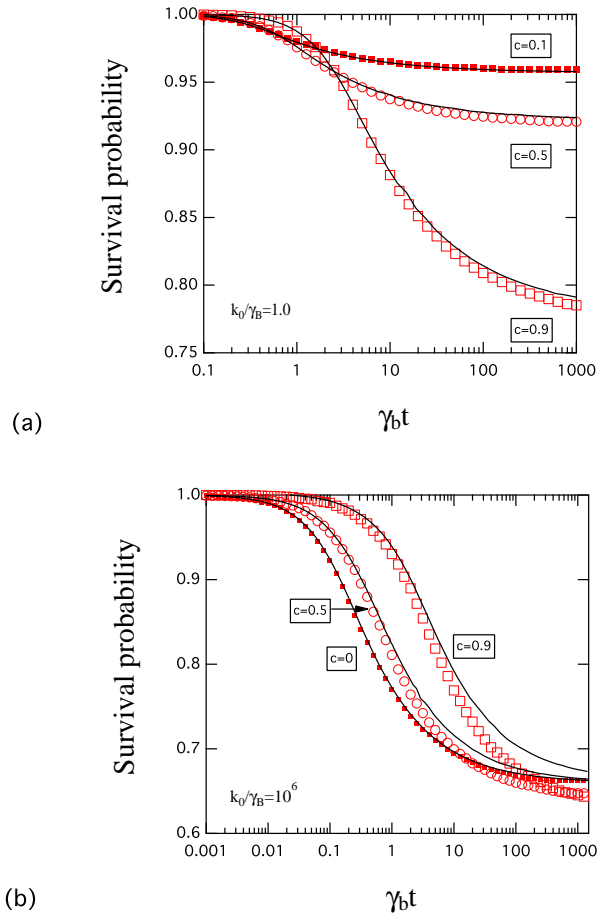 1.00
0.95
0.90
0.85
0.80
0.75
Survival probability
c=0.1
c=0.5
c=0.9
k₀/γB=1.0
0.1 1 10 100 1000
γbt
(a)
1.0
0.9
0.8
0.7
0.6
Survival probability
c=0.5
c=0
c=0.9
k₀/γB=10⁶
0.001 0.01 0.1 1 10 100 1000
γbt
(b)